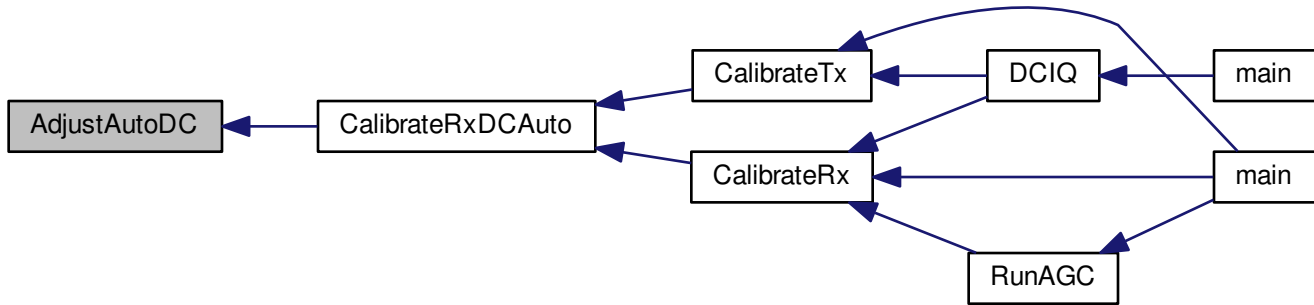 AdjustAutoDC
CalibrateRxDCAuto
CalibrateTx
DCIQ
main
CalibrateRx
main
RunAGC